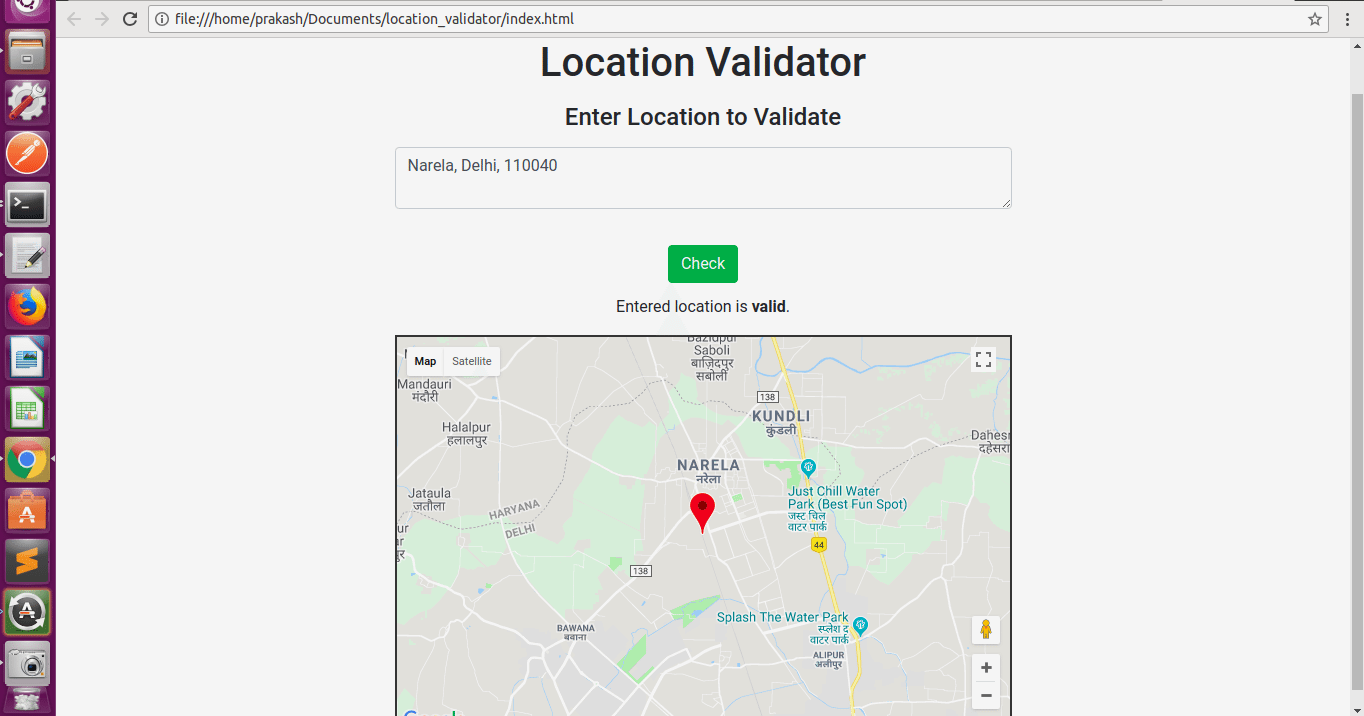 file:///home/prakash/Documents/location_validator/index.html
Location Validator
Enter Location to Validate
Narela, Delhi, 110040
Check
Entered location is valid.
Map Satellite
Saboli
बाज़िदपुर
सबोली
Mandauri
मंदौरी
138
KUNDLI
कुंडली
Halalpur
हलालपुर
Dahesr
दहेसरा
NARELA
नरेला
Just Chill Water
Park (Best Fun Spot)
जस्ट चिल
वाटर पार्क
Jataula
जतौला
HARYANA
DELHI
44
138
Splash The Water Park
स्प्लेश द
वाटर पार्क
BAWANA
बवाना
ALIPUR
अलीपुर